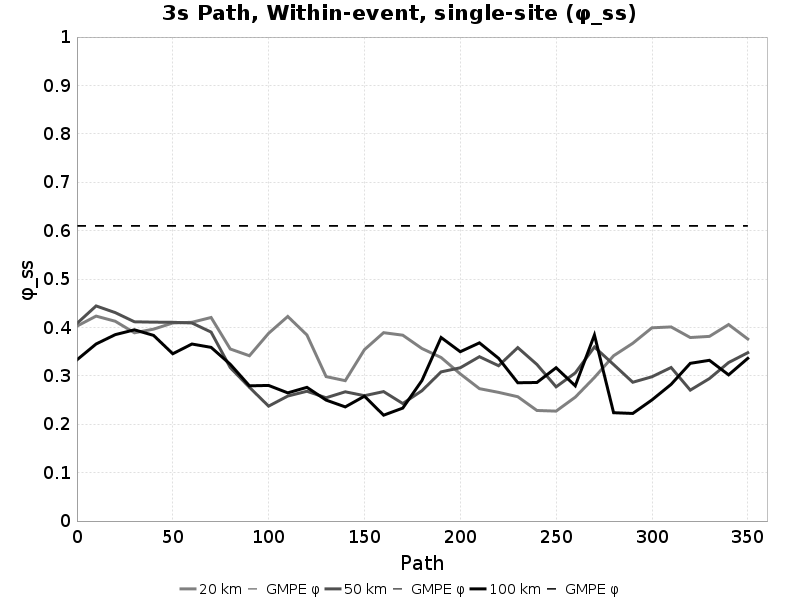 3s Path, Within-event, single-site (φ_ss)
φ_ss
1
0.9
0.8
0.7
0.6
0.5
0.4
0.3
0.2
0.1
0
0 50 100 150 200 250 300 350
Path
20 km GMPE φ 50 km GMPE φ 100 km GMPE φ